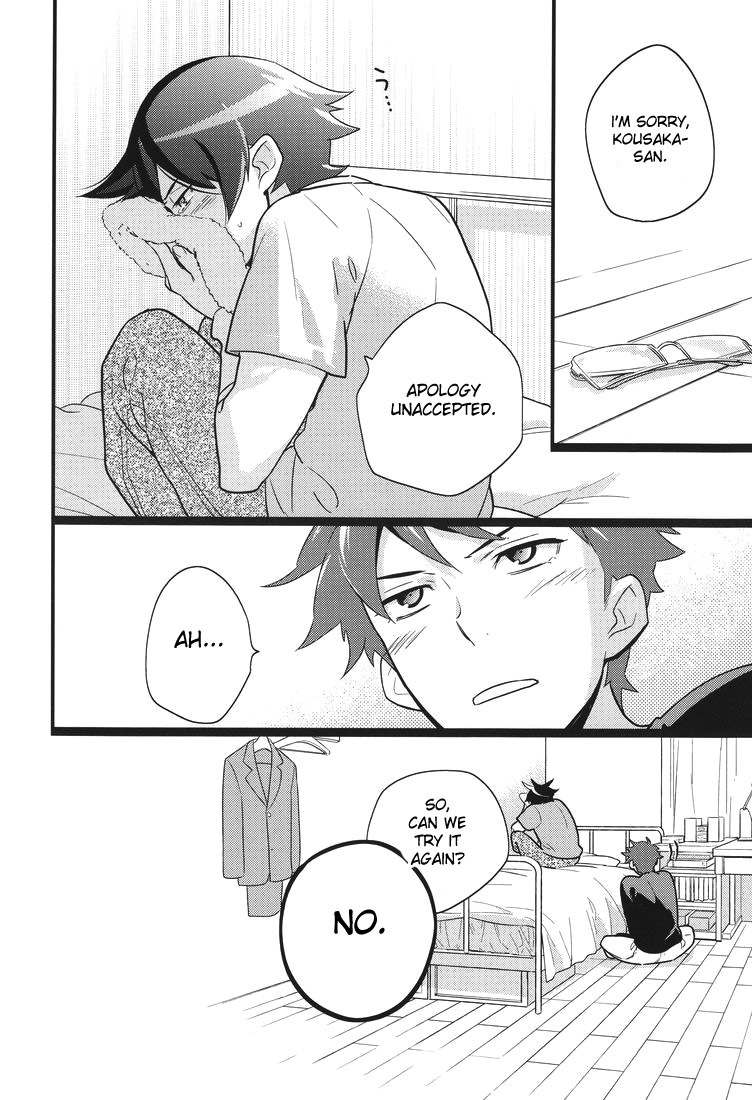 I'M SORRY,
KOUSAKA-
SAN.
う…
APOLOGY
UNACCEPTED.
AH...
SO,
CAN WE
TRY IT
AGAIN?
NO.